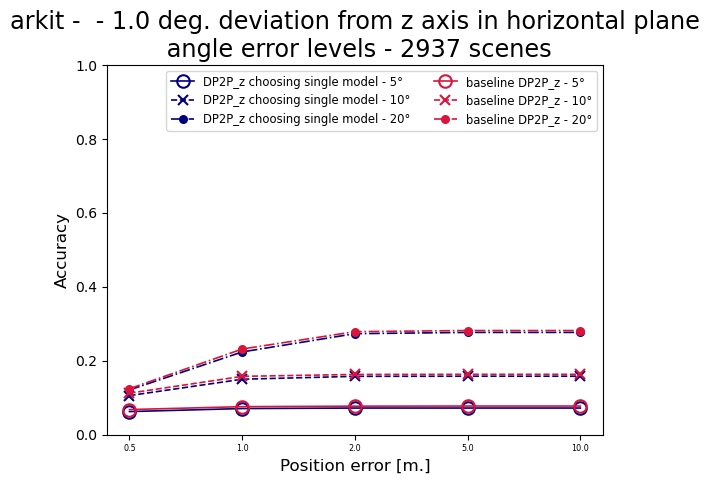 arkit -  - 1.0 deg. deviation from z axis in horizontal plane
angle error levels - 2937 scenes
DP2P_z choosing single model - 5°
DP2P_z choosing single model - 10°
DP2P_z choosing single model - 20°
baseline DP2P_z - 5°
baseline DP2P_z - 10°
baseline DP2P_z - 20°
Accuracy
1.0
0.8
0.6
0.4
0.2
0.0
0.5 1.0 2.0 5.0 10.0
Position error [m.]